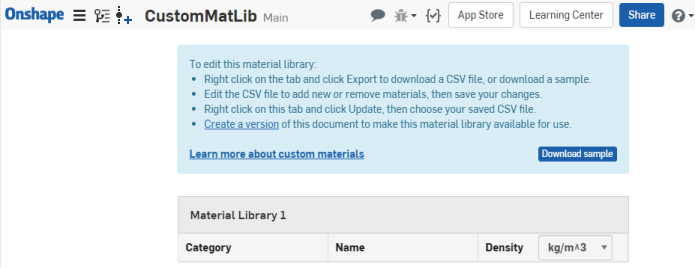 Onshape CustomMatLib Main App Store Learning Center Share
To edit this material library:
• Right click on the tab and click Export to download a CSV file, or download a sample.
• Edit the CSV file to add new or remove materials, then save your changes.
• Right click on this tab and click Update, then choose your saved CSV file.
• Create a version of this document to make this material library available for use.
Learn more about custom materials Download sample
Material Library 1
Category Name Density kg/m^3